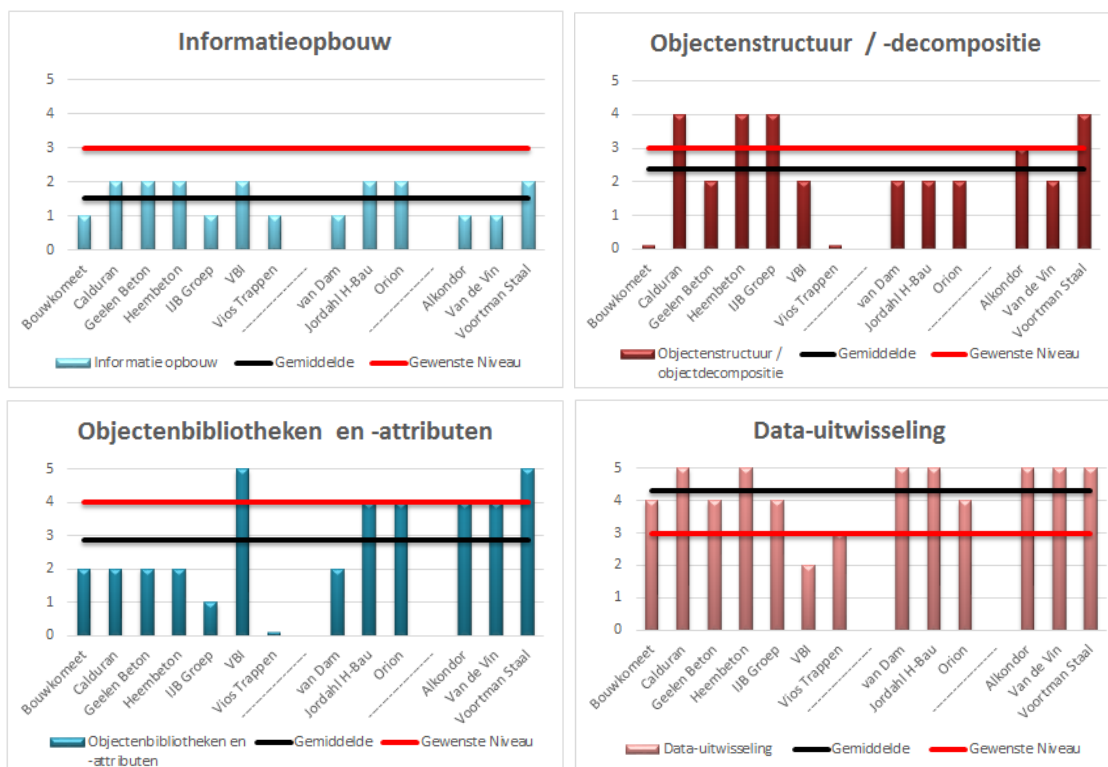 Informatieopbouw
5
4
3
2
1
0
Bouwkomeet
Calduran
Geelen Beton
Heembeton
IJB Groep
VBI
Vios Trappen
-------------
van Dam
Jordahl H-Bau
Orion
-------------
Alkondor
Van de Vin
Voortman Staal
Informatie opbouw Gemiddelde Gewenste Niveau
Objectenstructuur / -decompositie
5
4
3
2
1
0
Bouwkomeet
Calduran
Geelen Beton
Heembeton
IJB Groep
VBI
Vios Trappen
-------------
van Dam
Jordahl H-Bau
Orion
-------------
Alkondor
Van de Vin
Voortman Staal
Objectenstructuur / Gemiddelde Gewenste Niveau
objectdecompositie
Objectenbibliotheken en -attributen
5
4
3
2
1
0
Bouwkomeet
Calduran
Geelen Beton
Heembeton
IJB Groep
VBI
Vios Trappen
-------------
van Dam
Jordahl H-Bau
Orion
-------------
Alkondor
Van de Vin
Voortman Staal
Objectenbibliotheken en Gemiddelde Gewenste Niveau
-attributen
Data-uitwisseling
5
4
3
2
1
0
Bouwkomeet
Calduran
Geelen Beton
Heembeton
IJB Groep
VBI
Vios Trappen
-------------
van Dam
Jordahl H-Bau
Orion
-------------
Alkondor
Van de Vin
Voortman Staal
Data-uitwisseling Gemiddelde Gewenste Niveau